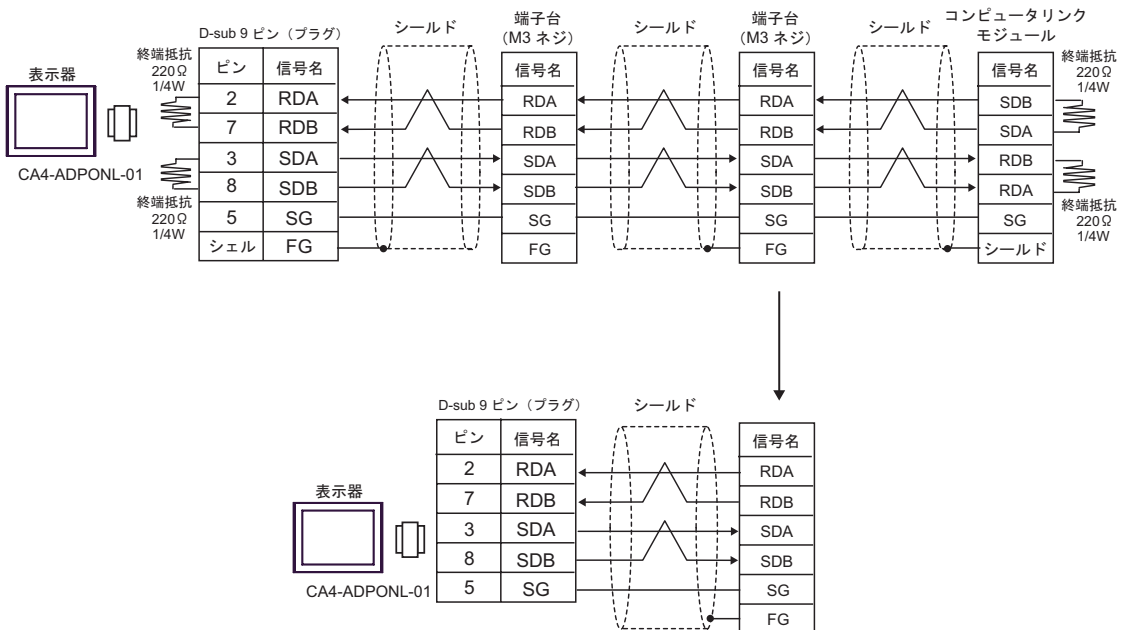 D-sub 9 ピン（プラグ）
シールド
端子台
（M3 ネジ）
シールド
端子台
（M3 ネジ）
シールド
コンピュータリンク
モジュール
終端抵抗
220Ω
1/4W
終端抵抗
220Ω
1/4W
表示器
CA4-ADPONL-01
終端抵抗
220Ω
1/4W
終端抵抗
220Ω
1/4W
ピン 信号名
2 RDA
7 RDB
3 SDA
8 SDB
5 SG
シェル FG
信号名
RDA
RDB
SDA
SDB
SG
FG
信号名
RDA
RDB
SDA
SDB
SG
FG
信号名
SDB
SDA
RDB
RDA
SG
シールド
D-sub 9 ピン（プラグ）
シールド
表示器
CA4-ADPONL-01
ピン 信号名
2 RDA
7 RDB
3 SDA
8 SDB
5 SG
信号名
RDA
RDB
SDA
SDB
SG
FG